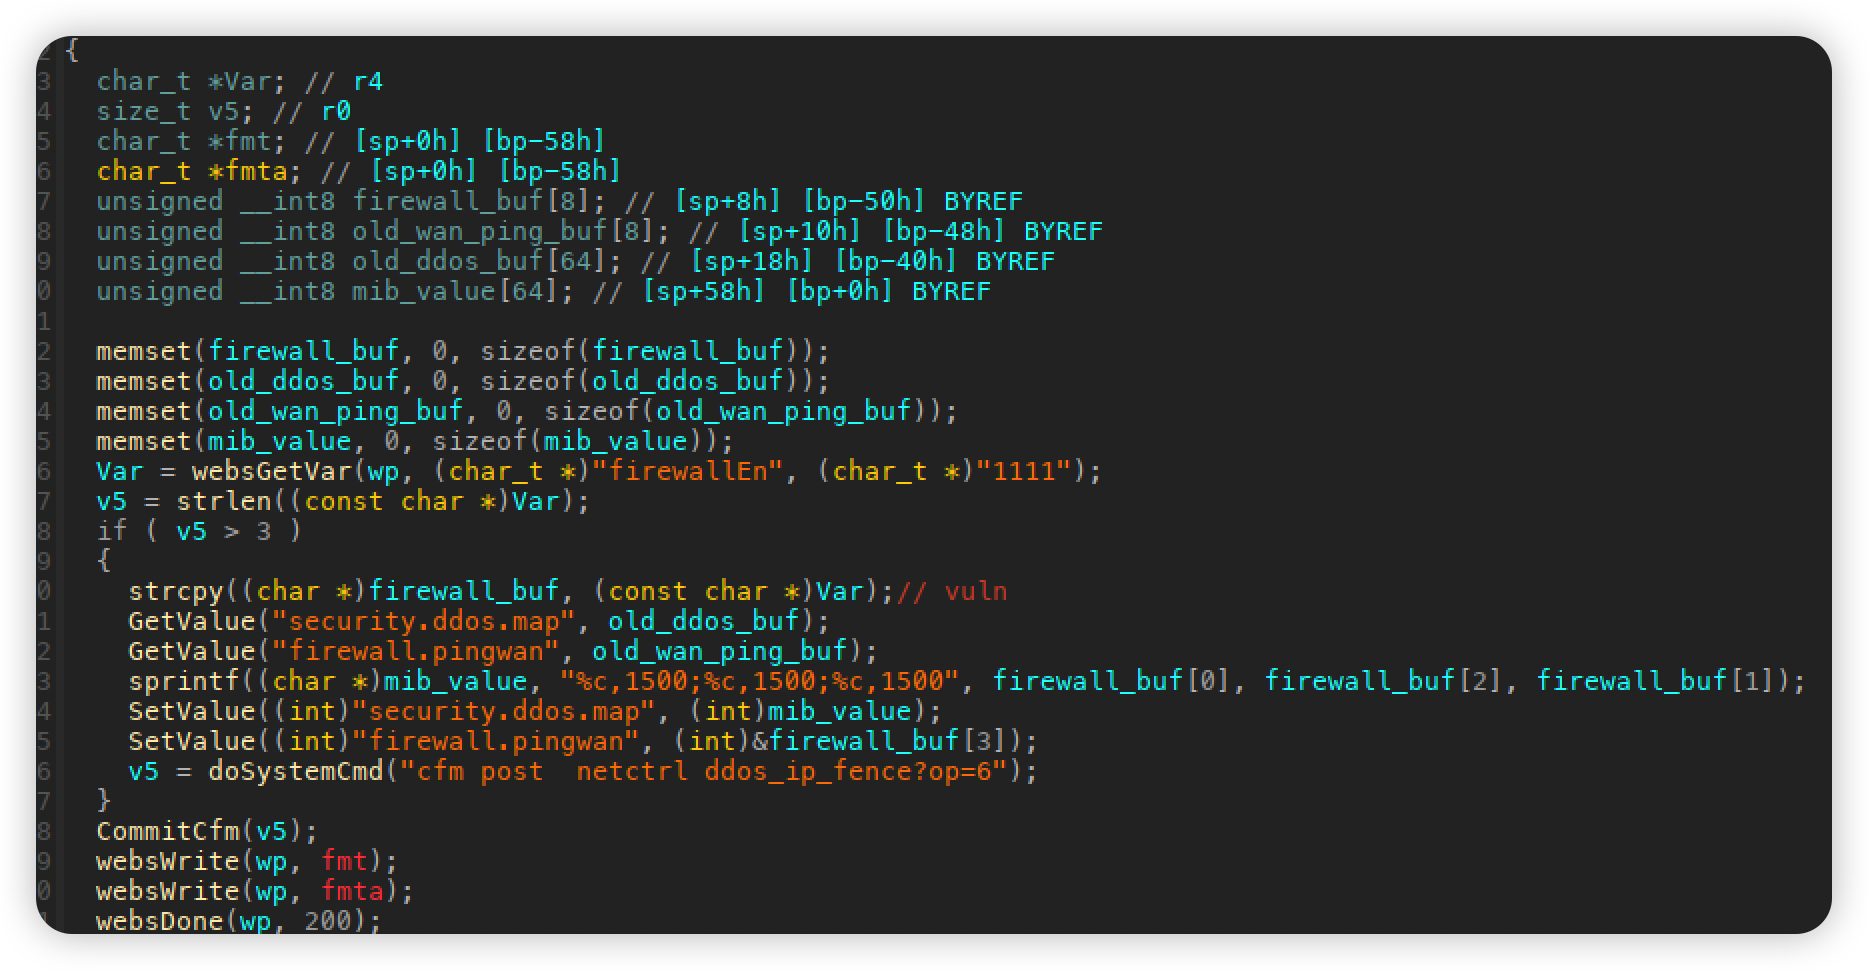 2 {
3 char_t *Var; // r4
4 size_t v5; // r0
5 char_t *fmt; // [sp+0h] [bp-58h]
6 char_t *fmta; // [sp+0h] [bp-58h]
7 unsigned __int8 firewall_buf[8]; // [sp+8h] [bp-50h] BYREF
8 unsigned __int8 old_wan_ping_buf[8]; // [sp+10h] [bp-48h] BYREF
9 unsigned __int8 old_ddos_buf[64]; // [sp+18h] [bp-40h] BYREF
0 unsigned __int8 mib_value[64]; // [sp+58h] [bp+0h] BYREF
1
2 memset(firewall_buf, 0, sizeof(firewall_buf));
3 memset(old_ddos_buf, 0, sizeof(old_ddos_buf));
4 memset(old_wan_ping_buf, 0, sizeof(old_wan_ping_buf));
5 memset(mib_value, 0, sizeof(mib_value));
6 Var = websGetVar(wp, (char_t *)"firewallEn", (char_t *)"1111");
7 v5 = strlen((const char *)Var);
8 if ( v5 > 3 )
9 {
0 strcpy((char *)firewall_buf, (const char *)Var);// vuln
1 GetValue("security.ddos.map", old_ddos_buf);
2 GetValue("firewall.pingwan", old_wan_ping_buf);
3 sprintf((char *)mib_value, "%c,1500;%c,1500;%c,1500", firewall_buf[0], firewall_buf[2], firewall_buf[1]);
4 SetValue((int)"security.ddos.map", (int)mib_value);
5 SetValue((int)"firewall.pingwan", (int)&firewall_buf[3]);
6 v5 = doSystemCmd("cfm post  netctrl ddos_ip_fence?op=6");
7 }
8 CommitCfm(v5);
9 websWrite(wp, fmt);
0 websWrite(wp, fmta);
1 websDone(wp, 200);